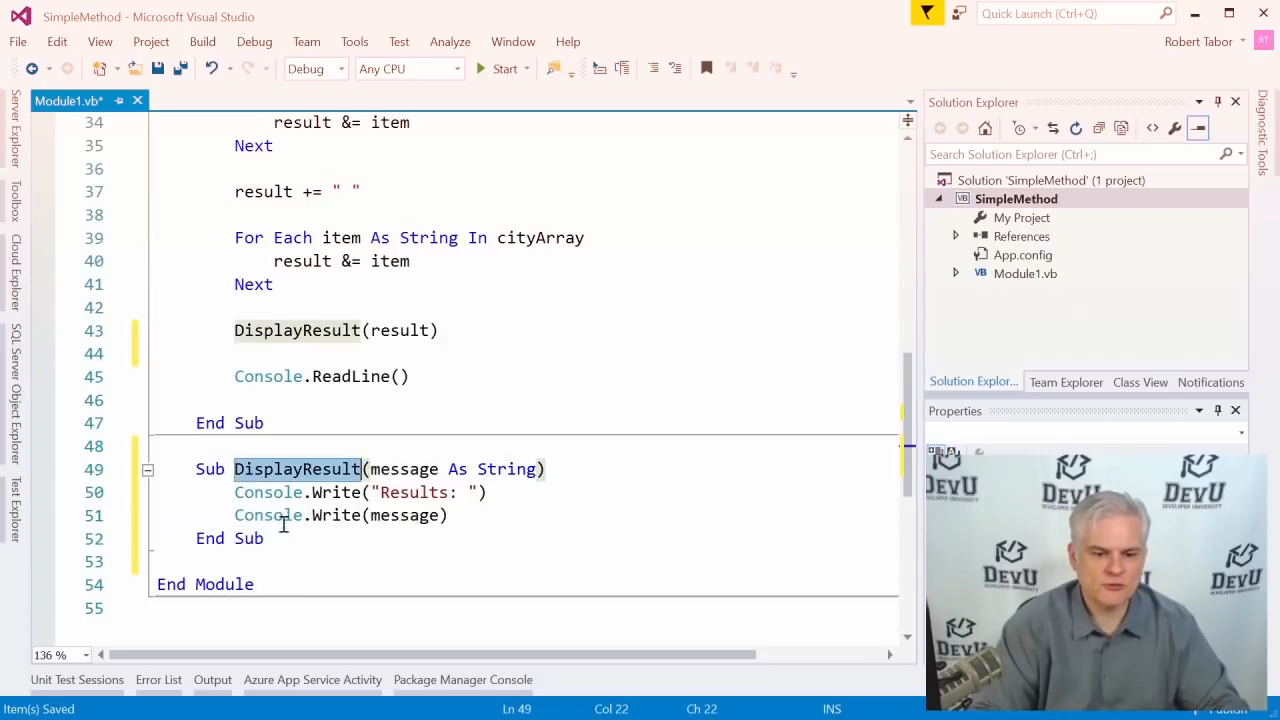 SimpleMethod - Microsoft Visual Studio
Quick Launch (Ctrl+Q)
File Edit View Project Build Debug Team Tools Test Analyze Window Help
Robert Tabor RT
Debug Any CPU Start
Module1.vb*
Server Explorer
Toolbox
Cloud Explorer
SQL Server Object Explorer
Test Explorer
34 result &= item
35 Next
36
37 result += " "
38
39 For Each item As String In cityArray
40 result &= item
41 Next
42
43 DisplayResult(result)
44
45 Console.ReadLine()
46
47 End Sub
48
49 Sub DisplayResult(message As String)
50 Console.Write("Results: ")
51 Console.Write(message)
52 End Sub
53
54 End Module
55
136 %
Solution Explorer
Search Solution Explorer (Ctrl+;)
Solution 'SimpleMethod' (1 project)
SimpleMethod
My Project
References
App.config
Module1.vb
Solution Explor... Team Explorer Class View Notifications
Properties
Diagnostic Tools
DEVU
DEVELOPER UNIVERSITY
DEVU
DEVU
DEVU
Unit Test Sessions Error List Output Azure App Service Activity Package Manager Console
Item(s) Saved Ln 49 Col 22 Ch 22 INS Publish